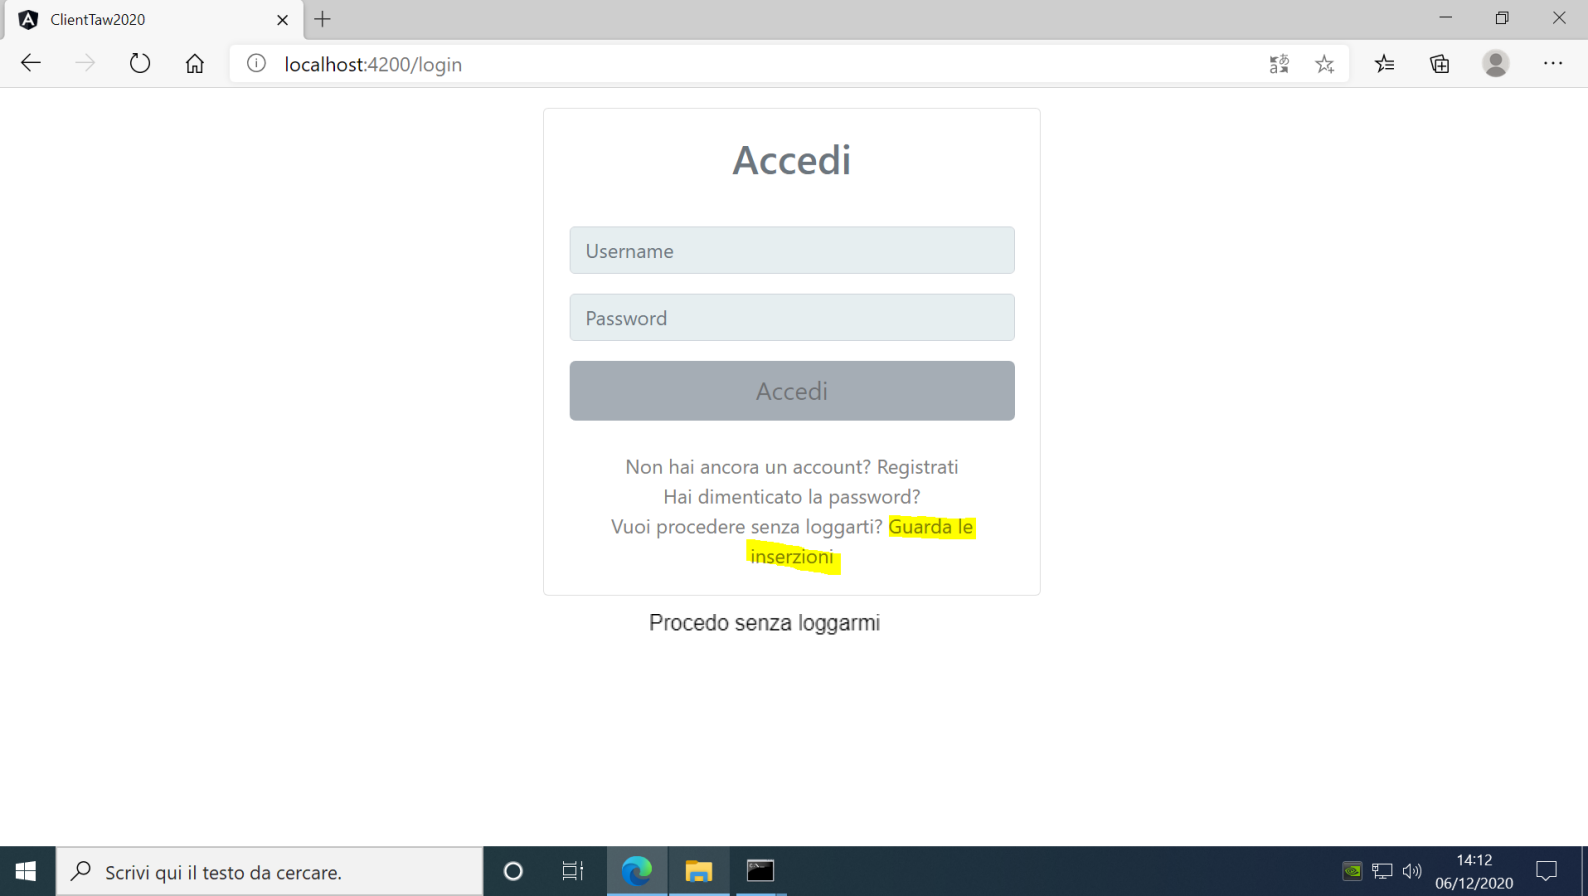 ClientTaw2020
localhost:4200/login
Accedi
Username
Password
Accedi
Non hai ancora un account? Registrati
Hai dimenticato la password?
Vuoi procedere senza loggarti? Guarda le
inserzioni
Procedo senza loggarmi
Scrivi qui il testo da cercare.
14:12
06/12/2020